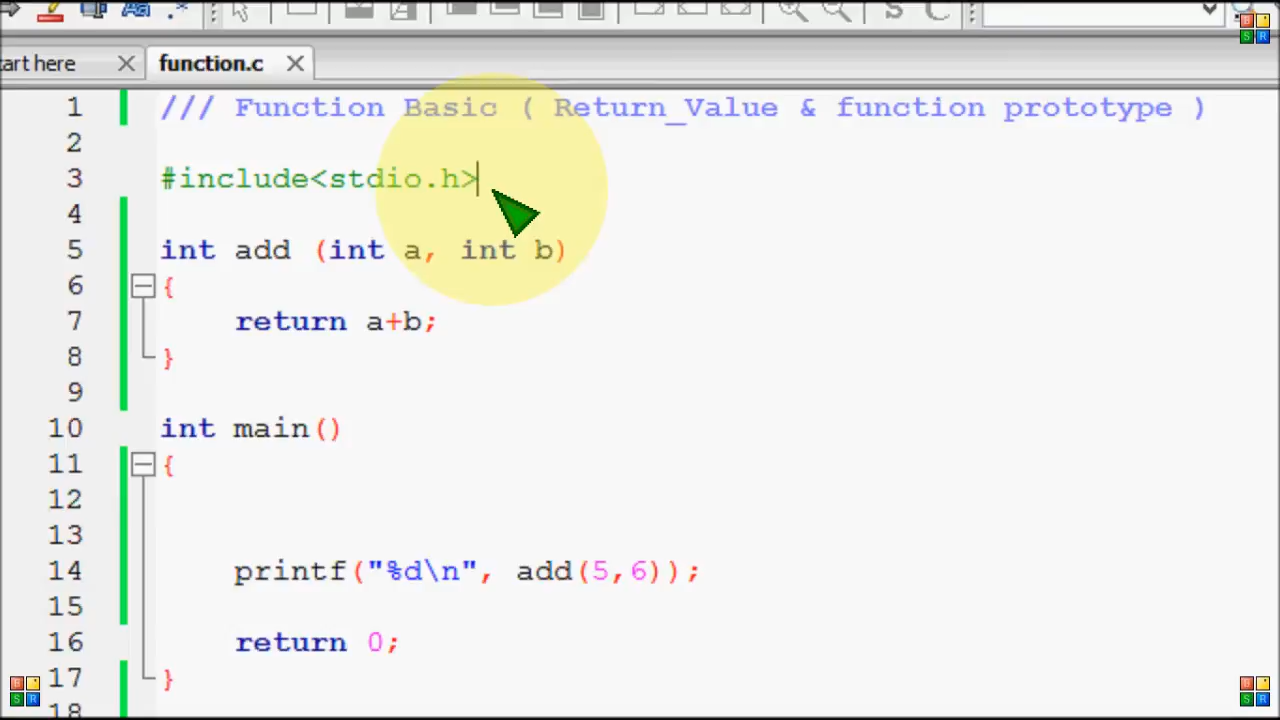 art here
function.c
1 /// Function Basic ( Return_Value & function prototype )
2
3 #include<stdio.h>
4
5 int add (int a, int b)
6 {
7 return a+b;
8 }
9
10 int main()
11 {
12
13
14 printf("%d\n", add(5,6));
15
16 return 0;
17 }
18